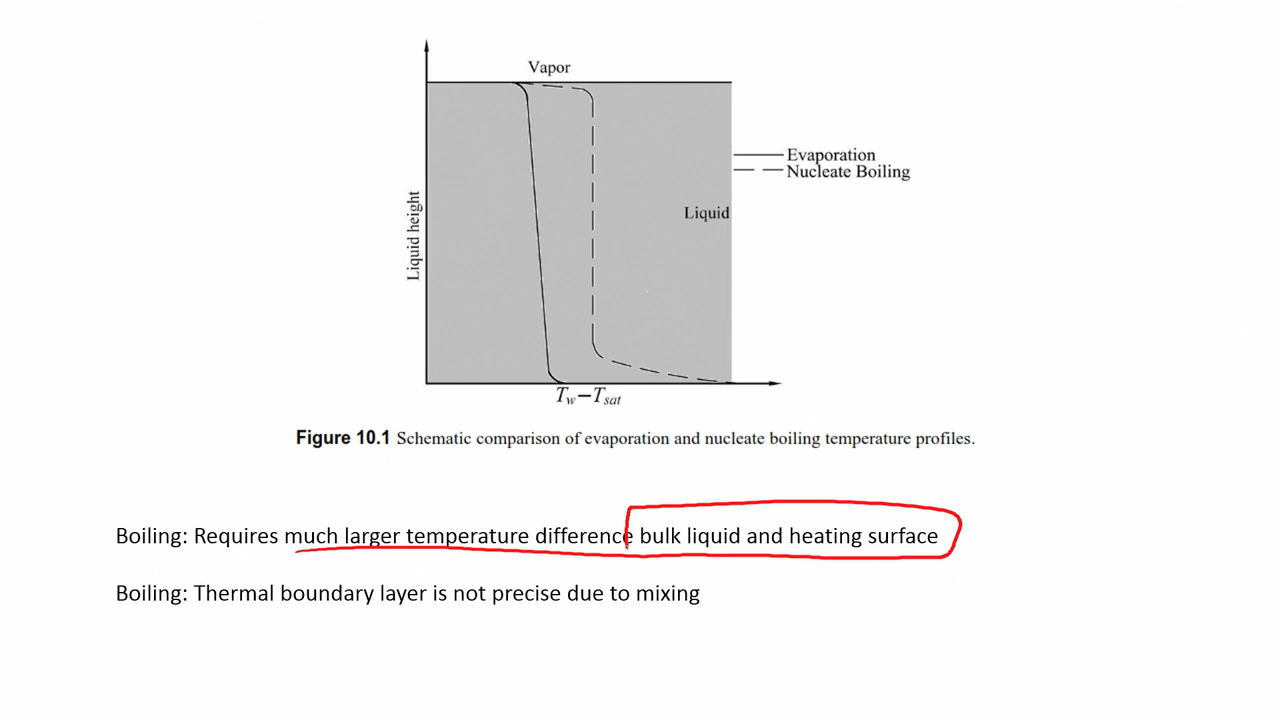 Vapor
Evaporation
Nucleate Boiling
Liquid
Liquid height
Tw−Tsat
Figure 10.1 Schematic comparison of evaporation and nucleate boiling temperature profiles.
Boiling: Requires much larger temperature difference bulk liquid and heating surface
Boiling: Thermal boundary layer is not precise due to mixing